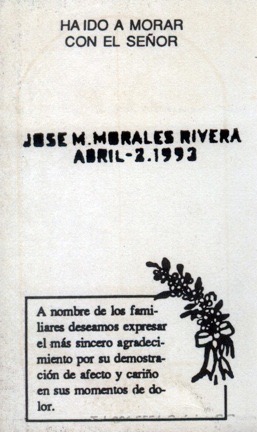 HA IDO A MORAR
CON EL SEÑOR
JOSE M.MORALES RIVERA
ABRIL-2.1993
A nombre de los fami-
liares deseamos expresar
el más sincero agradeci-
miento por su demostra-
ción de afecto y cariño
en sus momentos de do-
lor.